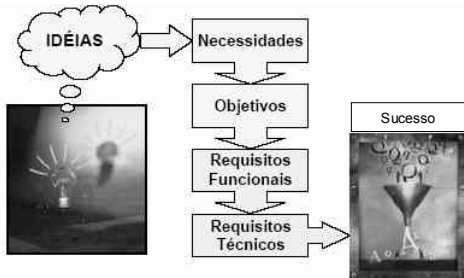 IDÉIAS
Necessidades
Objetivos
Sucesso
Requisitos
Funcionais
Requisitos
Técnicos